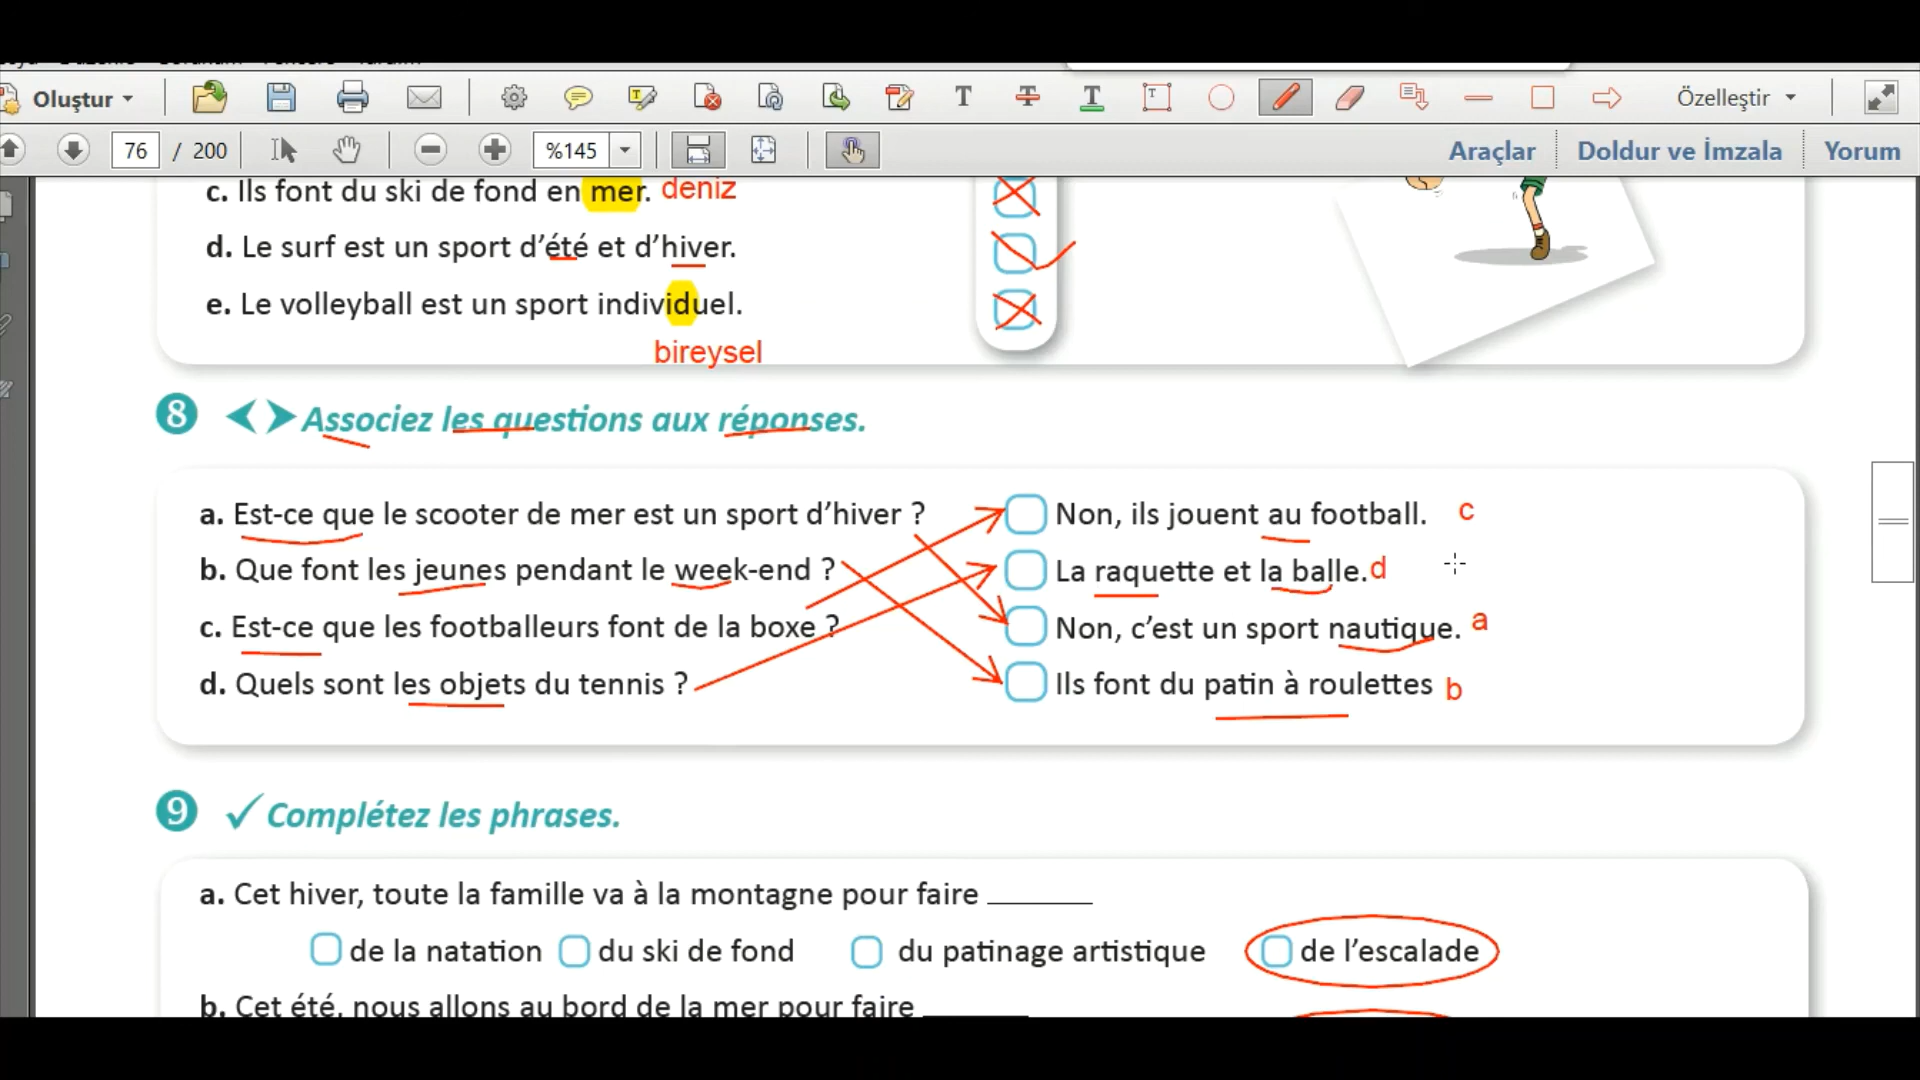 Oluştur
76 / 200
%145
Özelleştir
Araçlar
Doldur ve İmzala
Yorum
c. Ils font du ski de fond en mer. deniz
d. Le surf est un sport d'été et d'hiver.
e. Le volleyball est un sport individuel.
bireysel
8 Associez les questions aux réponses.
a. Est-ce que le scooter de mer est un sport d'hiver ?
Non, ils jouent au football. c
b. Que font les jeunes pendant le week-end ?
La raquette et la balle. d
c. Est-ce que les footballeurs font de la boxe ?
Non, c'est un sport nautique. a
d. Quels sont les objets du tennis ?
Ils font du patin à roulettes b
9 Complétez les phrases.
a. Cet hiver, toute la famille va à la montagne pour faire ________
de la natation du ski de fond du patinage artistique de l'escalade
b. Cet été, nous allons au bord de la mer pour faire ________